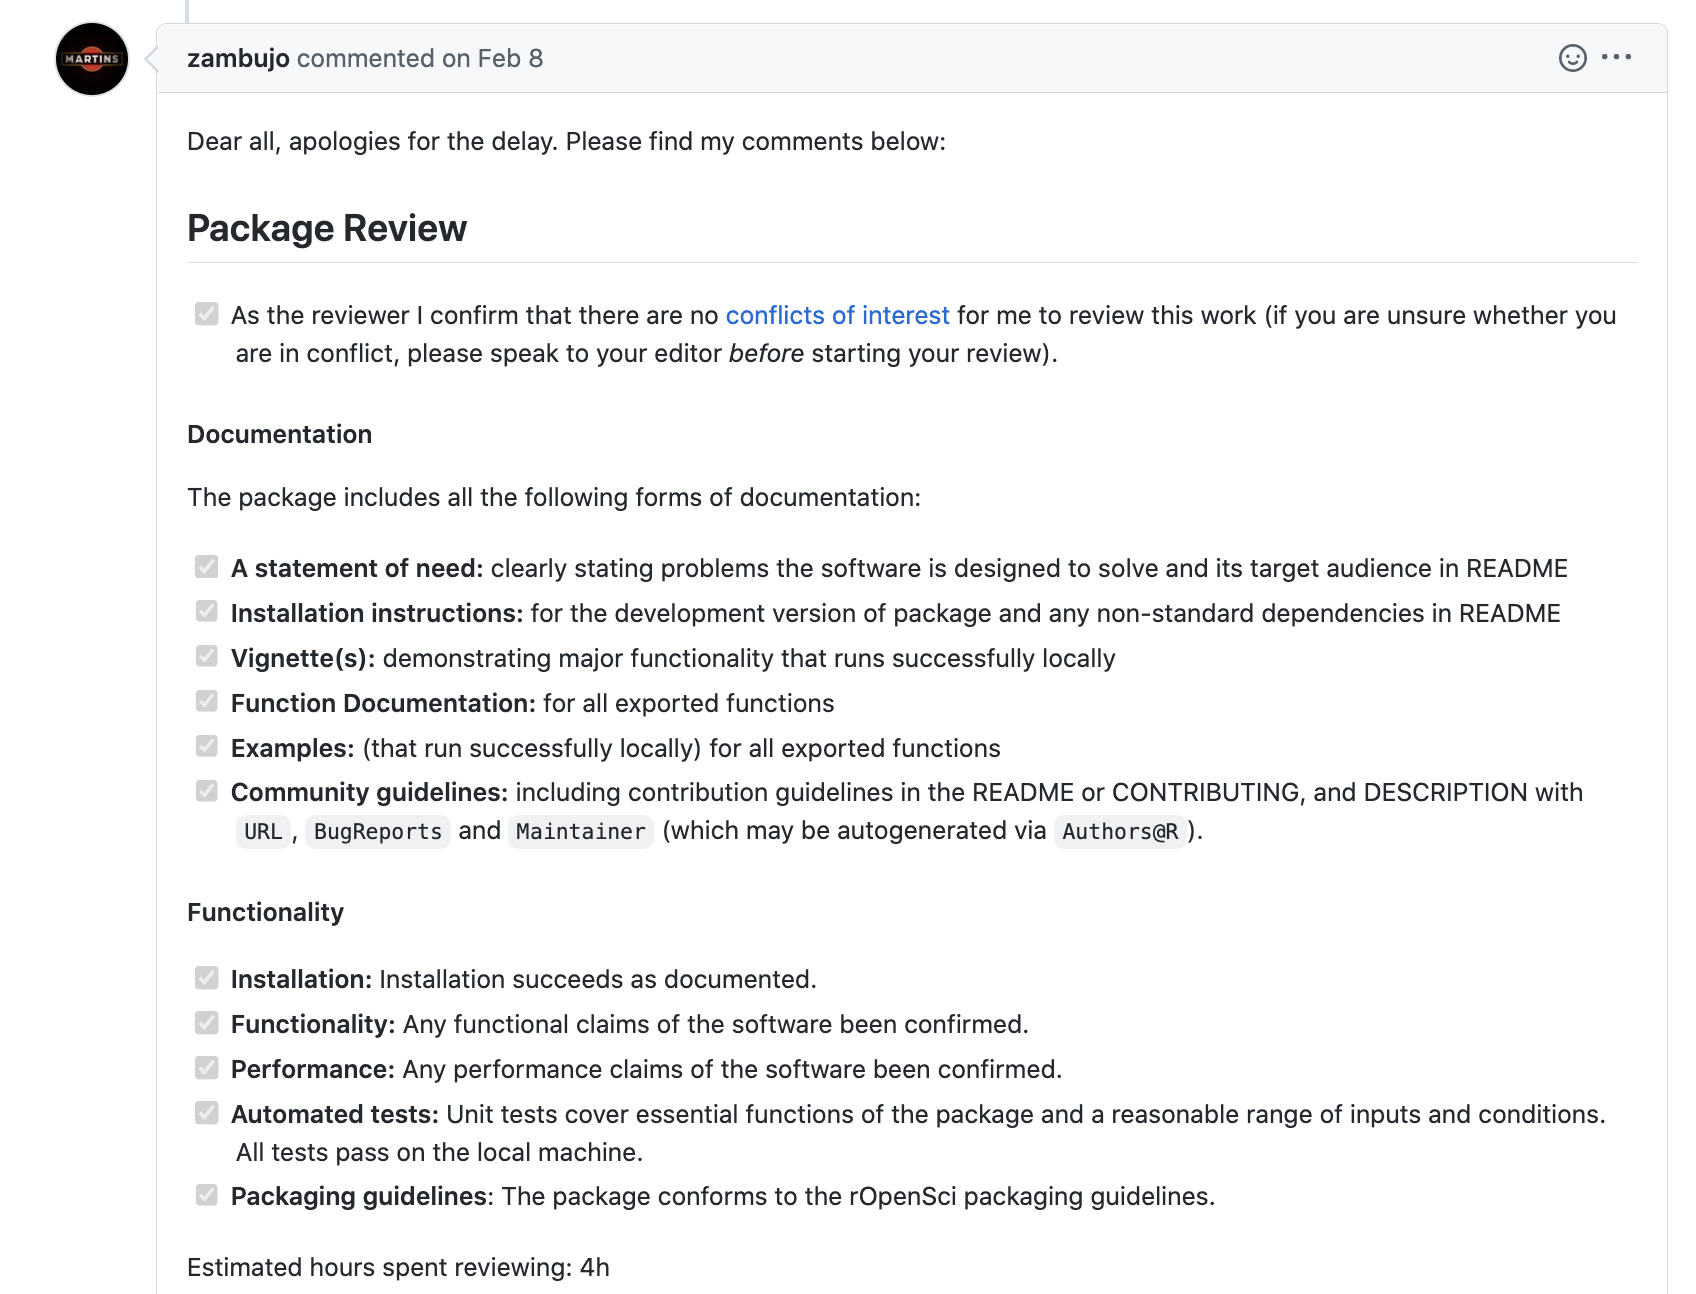 MARTINS
zambujo commented on Feb 8
Dear all, apologies for the delay. Please find my comments below:
Package Review
As the reviewer I confirm that there are no conflicts of interest for me to review this work (if you are unsure whether you
are in conflict, please speak to your editor before starting your review).
Documentation
The package includes all the following forms of documentation:
A statement of need: clearly stating problems the software is designed to solve and its target audience in README
Installation instructions: for the development version of package and any non-standard dependencies in README
Vignette(s): demonstrating major functionality that runs successfully locally
Function Documentation: for all exported functions
Examples: (that run successfully locally) for all exported functions
Community guidelines: including contribution guidelines in the README or CONTRIBUTING, and DESCRIPTION with
URL, BugReports and Maintainer (which may be autogenerated via Authors@R).
Functionality
Installation: Installation succeeds as documented.
Functionality: Any functional claims of the software been confirmed.
Performance: Any performance claims of the software been confirmed.
Automated tests: Unit tests cover essential functions of the package and a reasonable range of inputs and conditions.
All tests pass on the local machine.
Packaging guidelines: The package conforms to the rOpenSci packaging guidelines.
Estimated hours spent reviewing: 4h